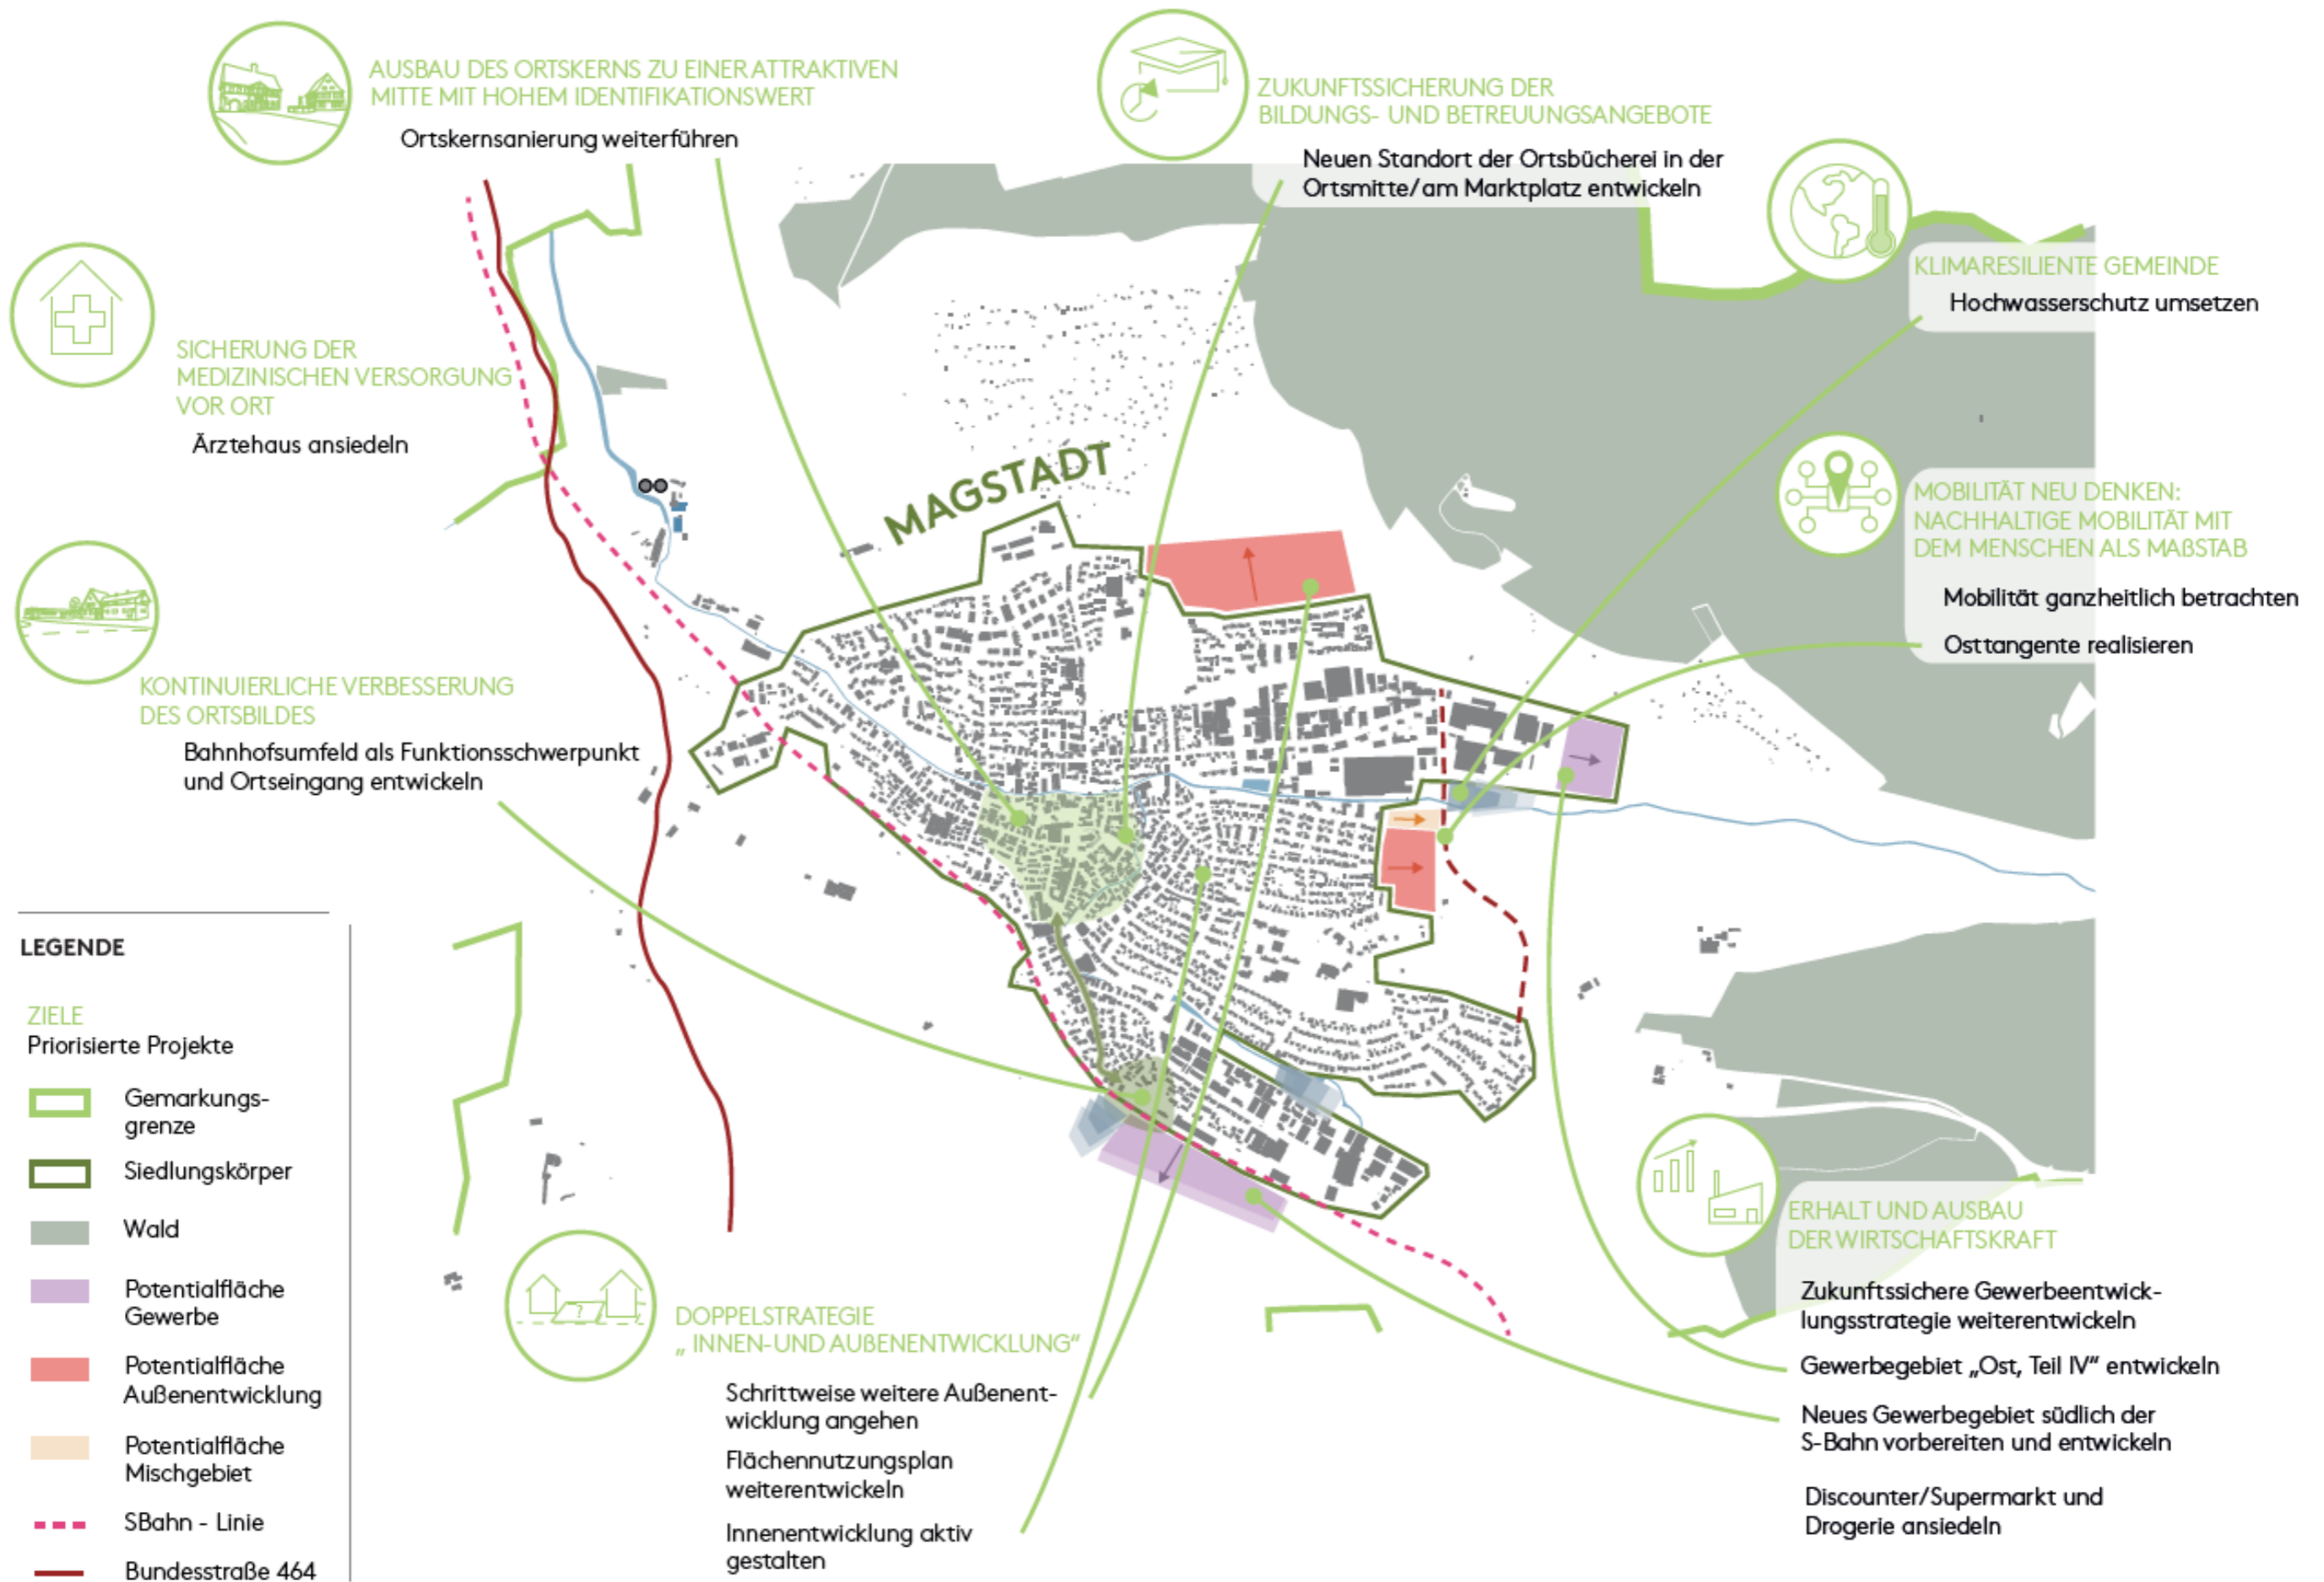 AUSBAU DES ORTSKERNS ZU EINER ATTRAKTIVEN
MITTE MIT HOHEM IDENTIFIKATIONSWERT
Ortskernsanierung weiterführen
ZUKUNFTSSICHERUNG DER
BILDUNGS- UND BETREUUNGSANGEBOTE
Neuen Standort der Ortsbücherei in der
Ortsmitte/am Marktplatz entwickeln
KLIMARESILIENTE GEMEINDE
Hochwasserschutz umsetzen
SICHERUNG DER
MEDIZINISCHEN VERSORGUNG
VOR ORT
Ärztehaus ansiedeln
MAGSTADT
MOBILITÄT NEU DENKEN:
NACHHALTIGE MOBILITÄT MIT
DEM MENSCHEN ALS MAßSTAB
Mobilität ganzheitlich betrachten
Osttangente realisieren
KONTINUIERLICHE VERBESSERUNG
DES ORTSBILDES
Bahnhofsumfeld als Funktionsschwerpunkt
und Ortseingang entwickeln
LEGENDE
ZIELE
Priorisierte Projekte
Gemarkungs-
grenze
Siedlungskörper
Wald
Potentialfläche
Gewerbe
Potentialfläche
Außenentwicklung
Potentialfläche
Mischgebiet
SBahn - Linie
Bundesstraße 464
?
DOPPELSTRATEGIE
„ INNEN-UND AUßENENTWICKLUNG“
Schrittweise weitere Außenent-
wicklung angehen
Flächennutzungsplan
weiterentwickeln
Innenentwicklung aktiv
gestalten
ERHALT UND AUSBAU
DER WIRTSCHAFTSKRAFT
Zukunftssichere Gewerbeentwick-
lungsstrategie weiterentwickeln
Gewerbegebiet „Ost, Teil IV“ entwickeln
Neues Gewerbegebiet südlich der
S-Bahn vorbereiten und entwickeln
Discounter/Supermarkt und
Drogerie ansiedeln